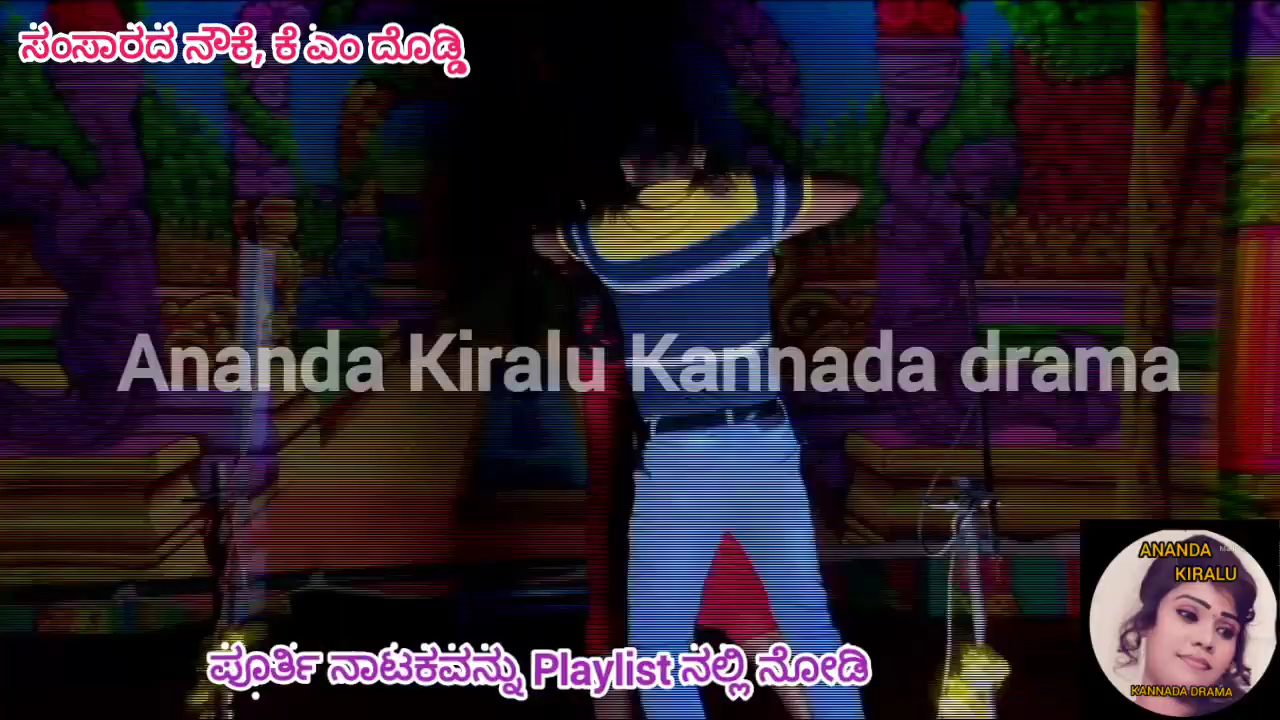 ಸಂಸಾರದ ನೌಕೆ, ಕೆ ಎಂ ದೊಡ್ಡಿ
Ananda Kiralu Kannada drama
ANANDA
KIRALU
KANNADA DRAMA
ಪೂರ್ತಿ ನಾಟಕವನ್ನು Playlist ನಲ್ಲಿ ನೋಡಿ